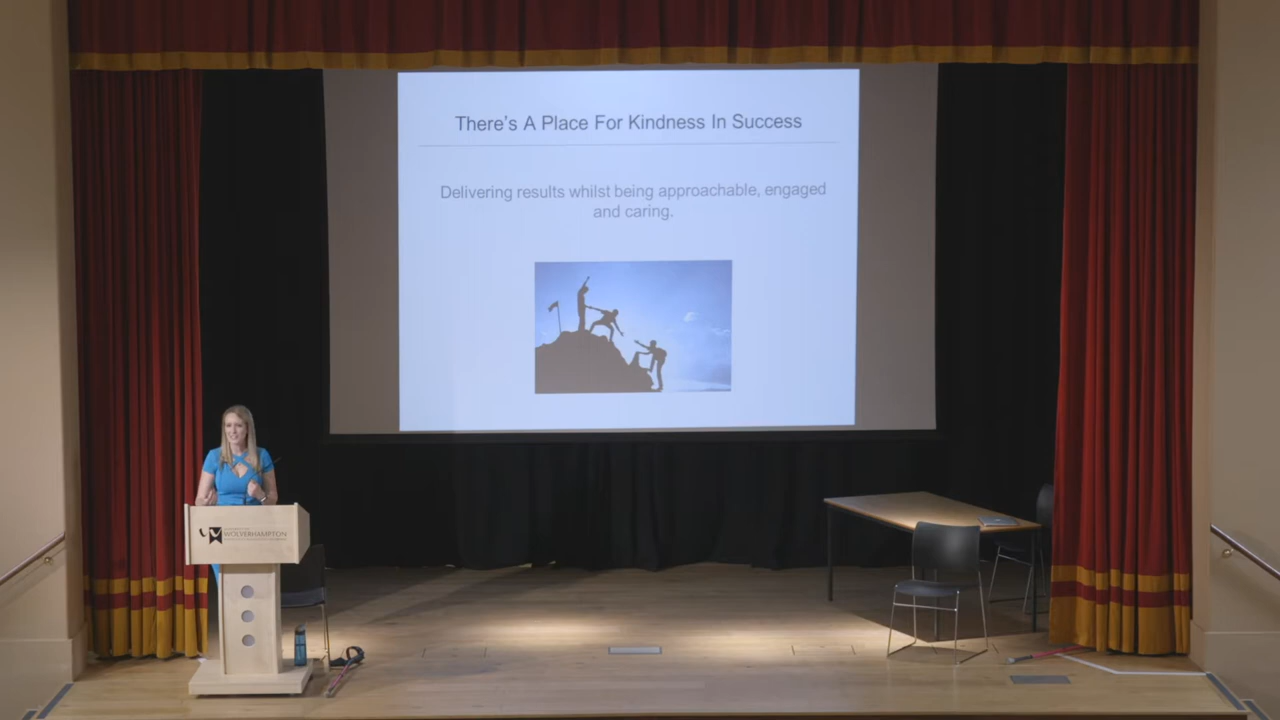 There's A Place For Kindness In Success
Delivering results whilst being approachable, engaged
and caring.
WOLVERHAMPTON